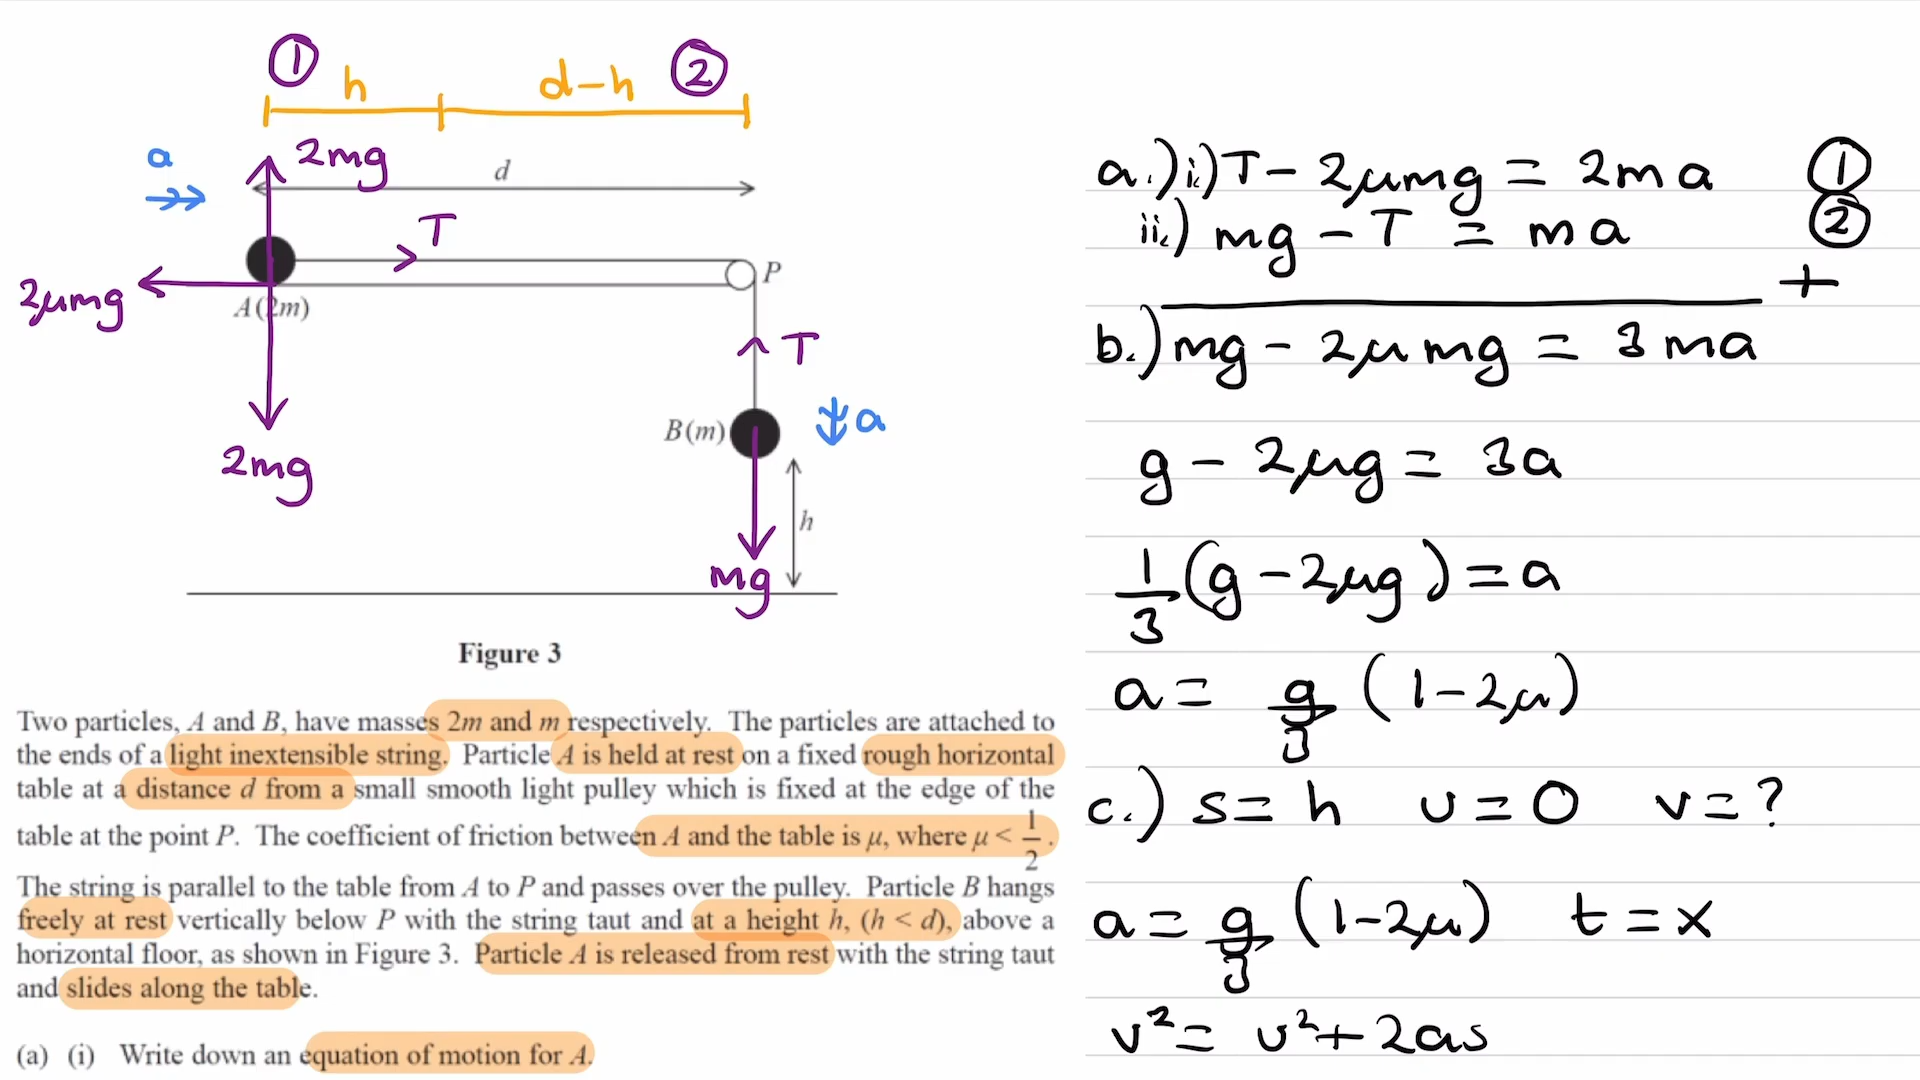 ① h d-h ②
a 2mg d
T
P
2μmg A(2m)
T
B(m) a
2mg
h
mg
Figure 3
Two particles, A and B, have masses 2m and m respectively. The particles are attached to
the ends of a light inextensible string. Particle A is held at rest on a fixed rough horizontal
table at a distance d from a small smooth light pulley which is fixed at the edge of the
table at the point P. The coefficient of friction between A and the table is μ, where μ < 1/2.
The string is parallel to the table from A to P and passes over the pulley. Particle B hangs
freely at rest vertically below P with the string taut and at a height h, (h < d), above a
horizontal floor, as shown in Figure 3. Particle A is released from rest with the string taut
and slides along the table.
(a) (i) Write down an equation of motion for A.
a.) i.) T - 2μmg = 2ma ①
ii.) mg - T = ma ②
+
b.) mg - 2μmg = 3ma
g - 2μg = 3a
1/3 (g - 2μg) = a
a = g/3 (1-2μ)
c.) s = h u = 0 v = ?
a = g/3 (1-2μ) t = x
v² = u² + 2as